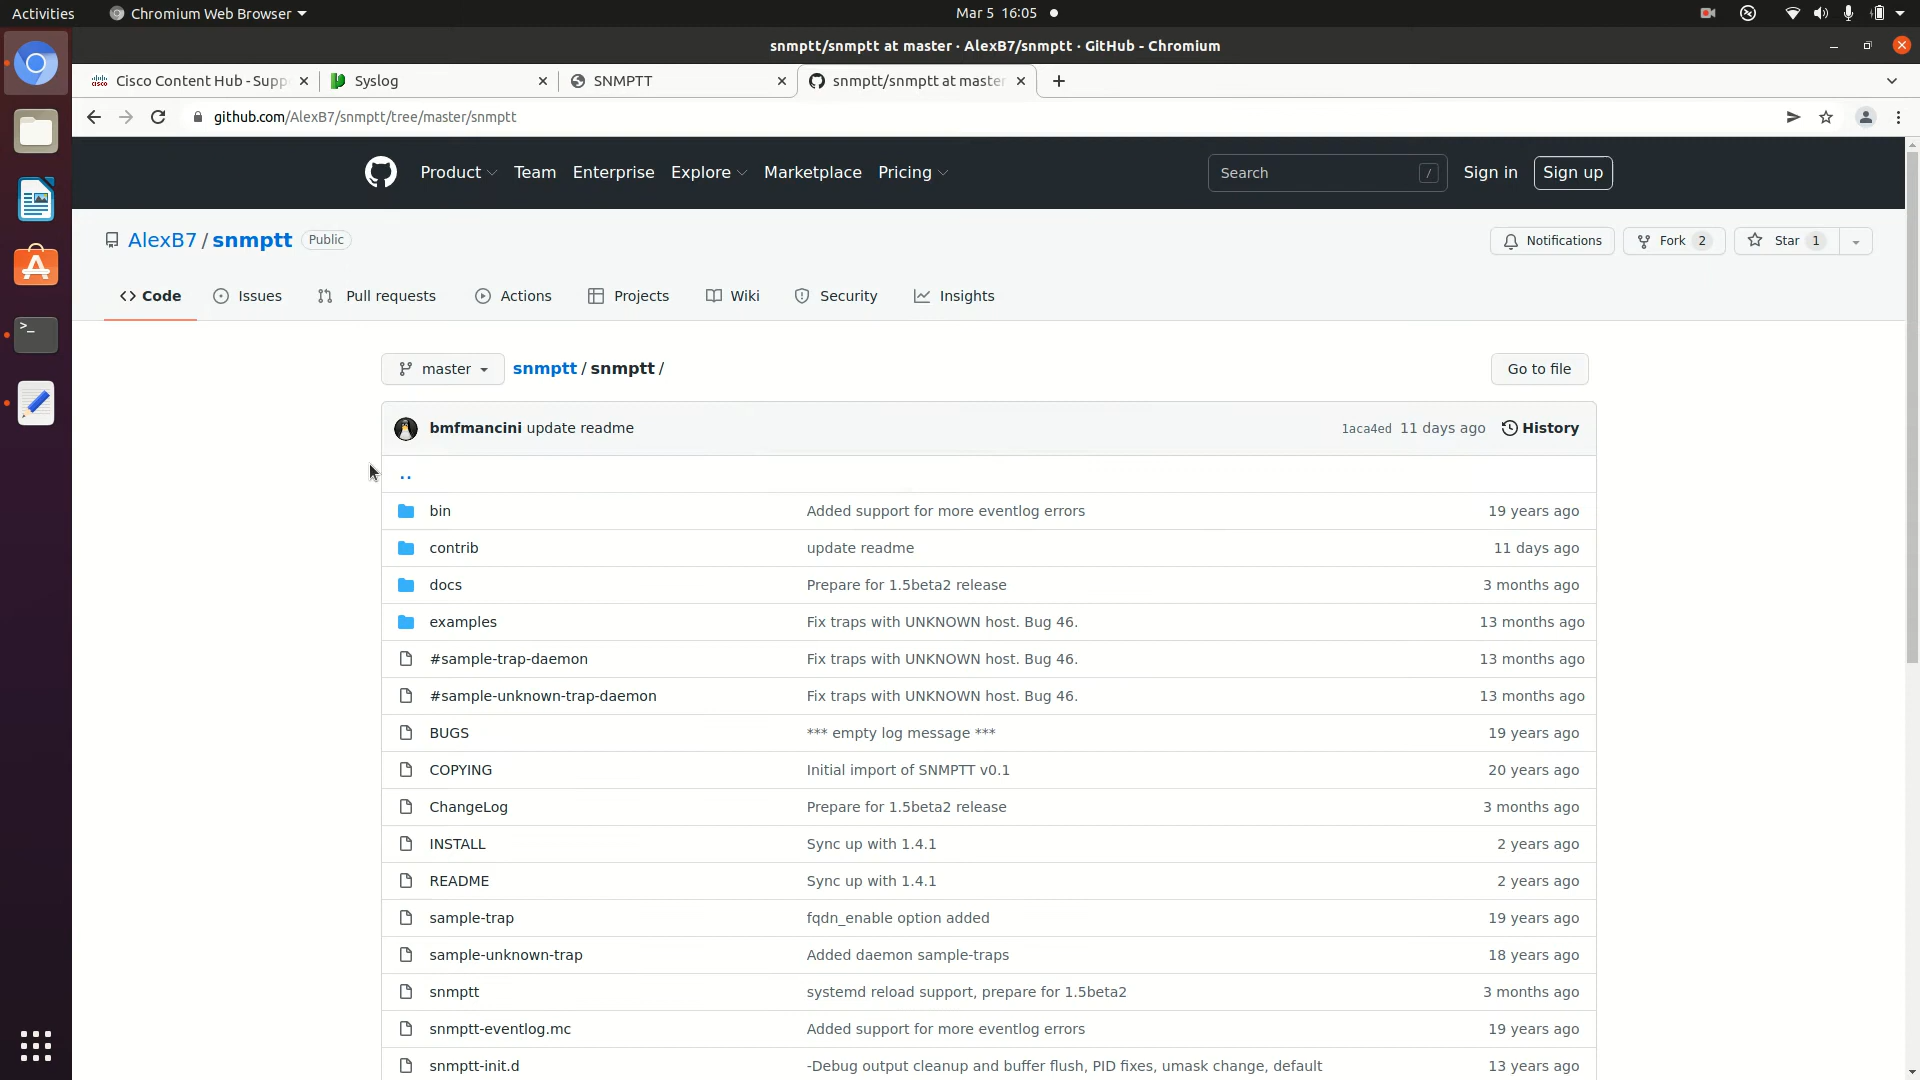 Activities Chromium Web Browser Mar 5 16:05
snmptt/snmptt at master · AlexB7/snmptt · GitHub - Chromium
Cisco Content Hub - Supp Syslog SNMPTT snmptt/snmptt at master
github.com/AlexB7/snmptt/tree/master/snmptt
Product Team Enterprise Explore Marketplace Pricing Search / Sign in Sign up
AlexB7 / snmptt Public Notifications Fork 2 Star 1
Code Issues Pull requests Actions Projects Wiki Security Insights
master snmptt / snmptt / Go to file
bmfmancini update readme 1aca4ed 11 days ago History
..
bin Added support for more eventlog errors 19 years ago
contrib update readme 11 days ago
docs Prepare for 1.5beta2 release 3 months ago
examples Fix traps with UNKNOWN host. Bug 46. 13 months ago
#sample-trap-daemon Fix traps with UNKNOWN host. Bug 46. 13 months ago
#sample-unknown-trap-daemon Fix traps with UNKNOWN host. Bug 46. 13 months ago
BUGS *** empty log message *** 19 years ago
COPYING Initial import of SNMPTT v0.1 20 years ago
ChangeLog Prepare for 1.5beta2 release 3 months ago
INSTALL Sync up with 1.4.1 2 years ago
README Sync up with 1.4.1 2 years ago
sample-trap fqdn_enable option added 19 years ago
sample-unknown-trap Added daemon sample-traps 18 years ago
snmptt systemd reload support, prepare for 1.5beta2 3 months ago
snmptt-eventlog.mc Added support for more eventlog errors 19 years ago
snmptt-init.d -Debug output cleanup and buffer flush, PID fixes, umask change, default 13 years ago